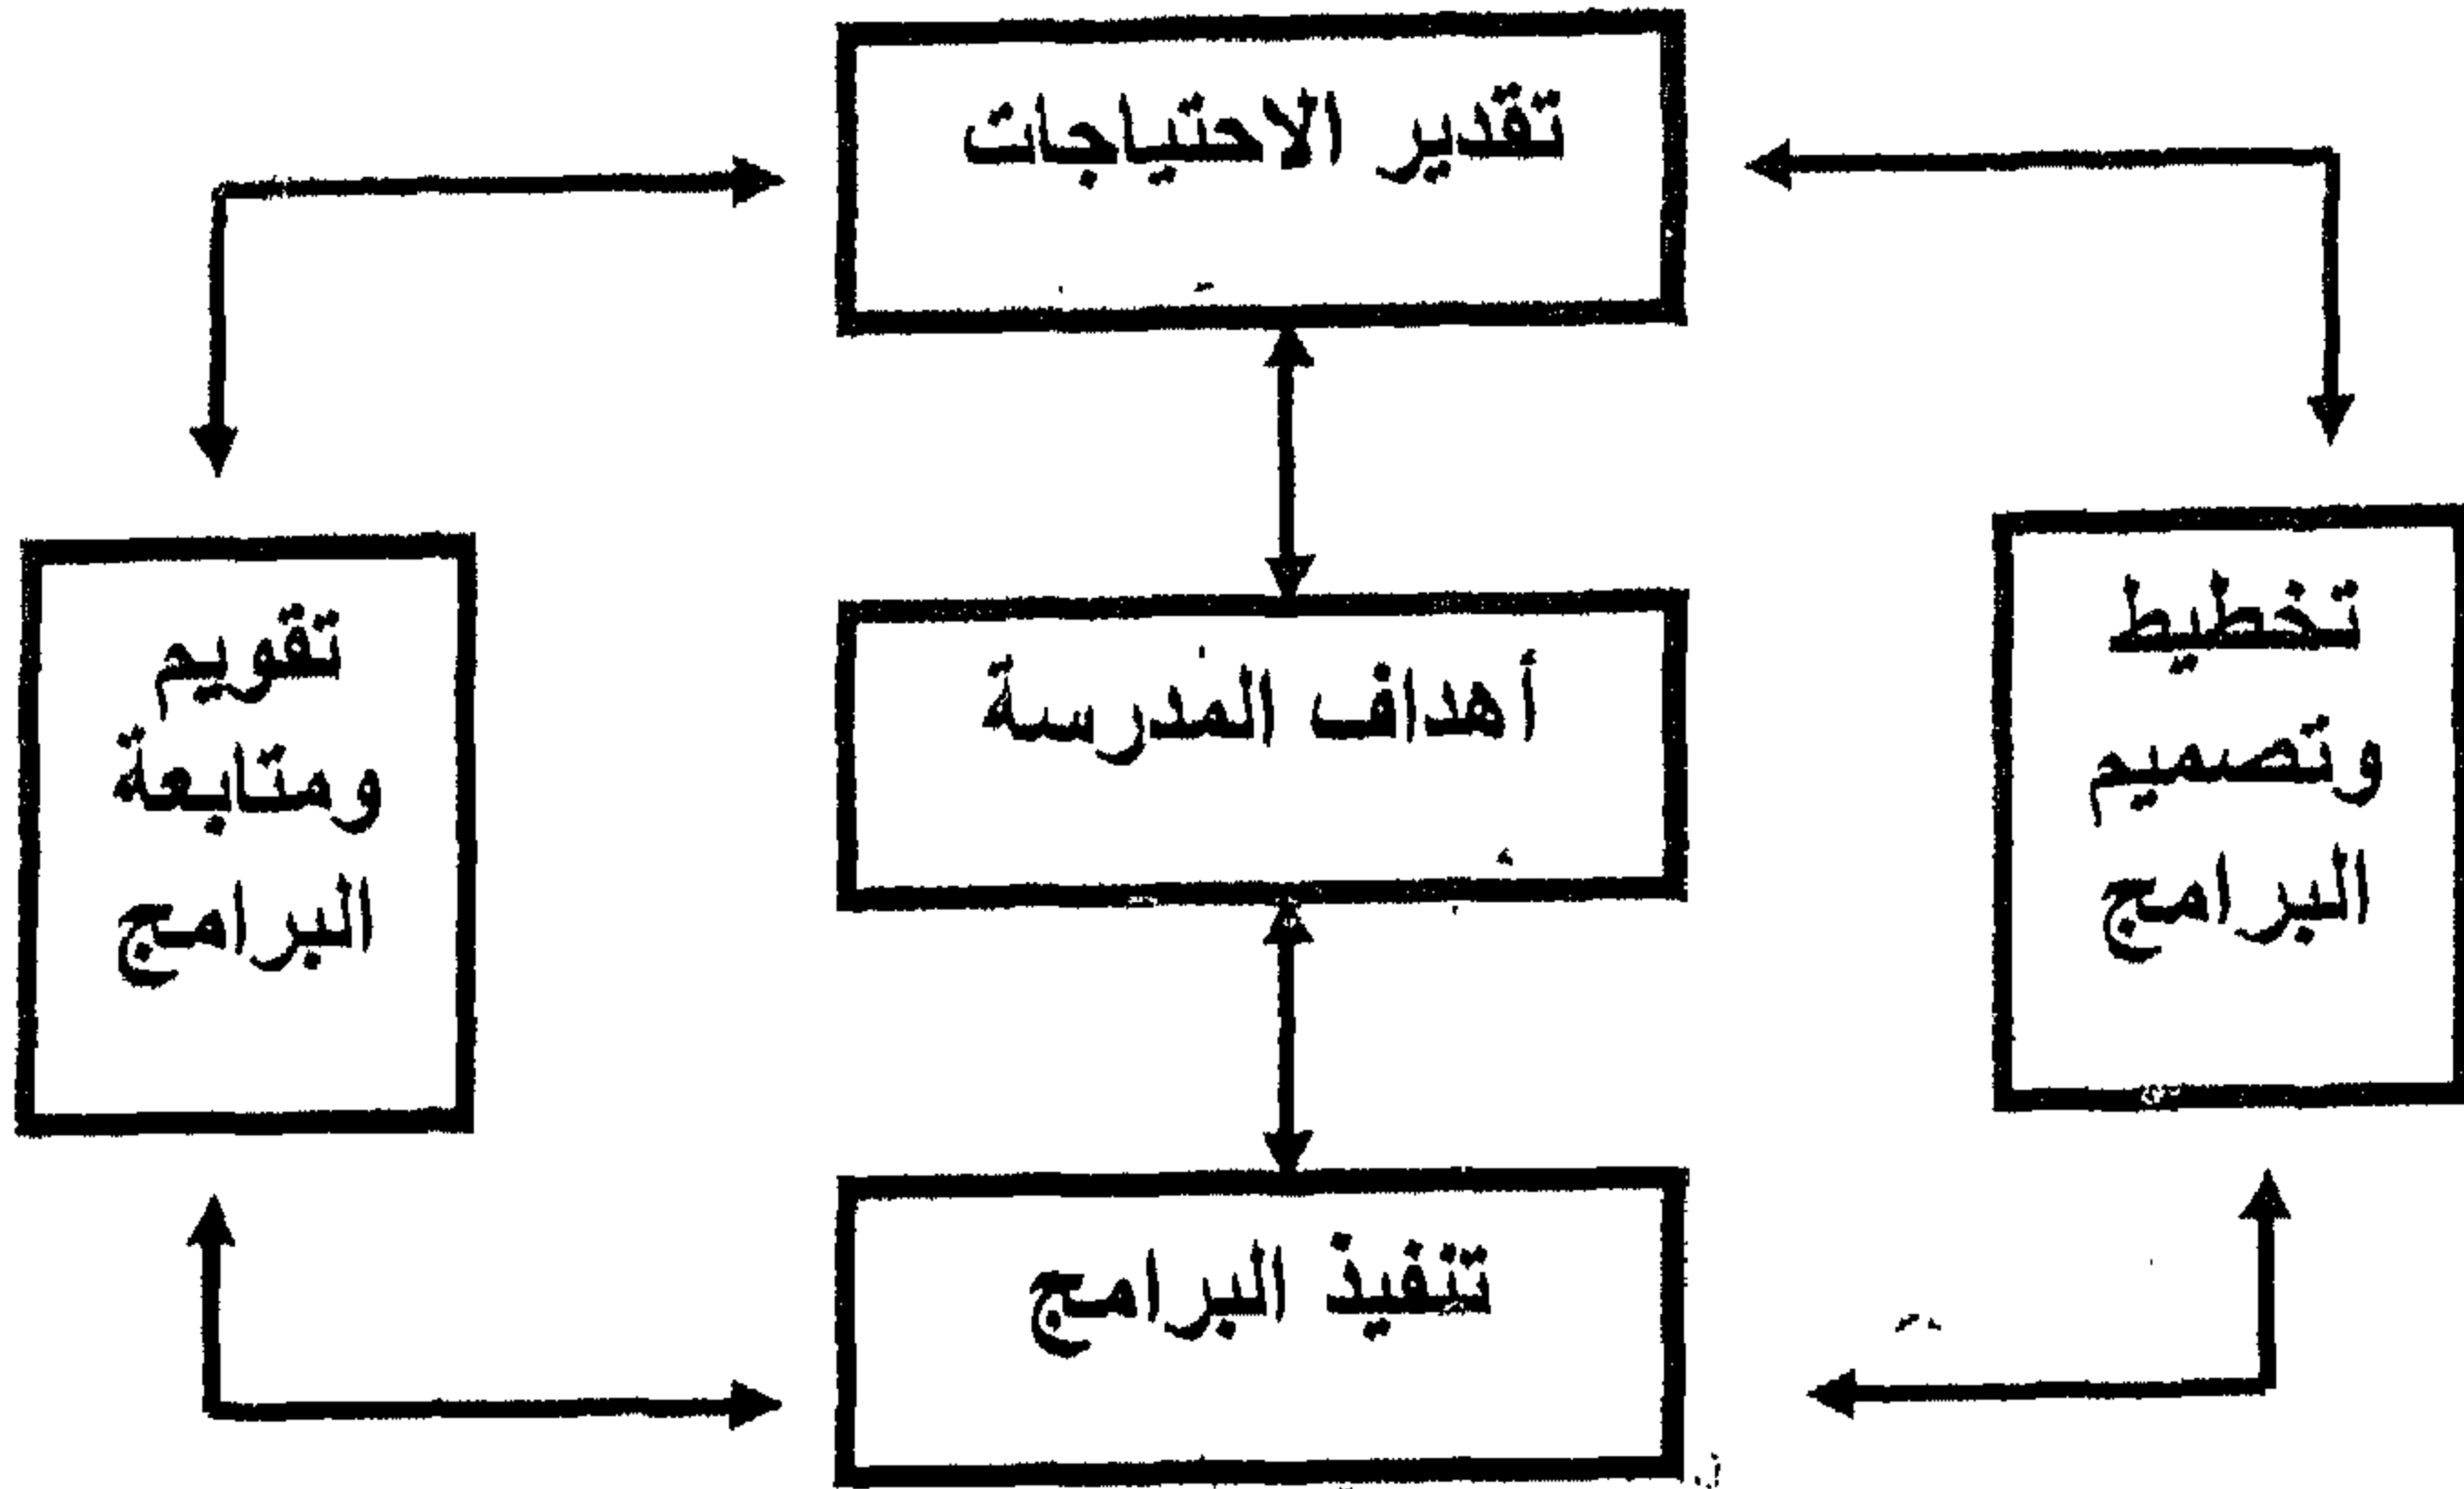 تقدير الاحتياجات
تخطيط
وتصميم
البرامج
أهداف المدرسة
تقويم
ومتابعة
البرامج
تنفيذ البرامج